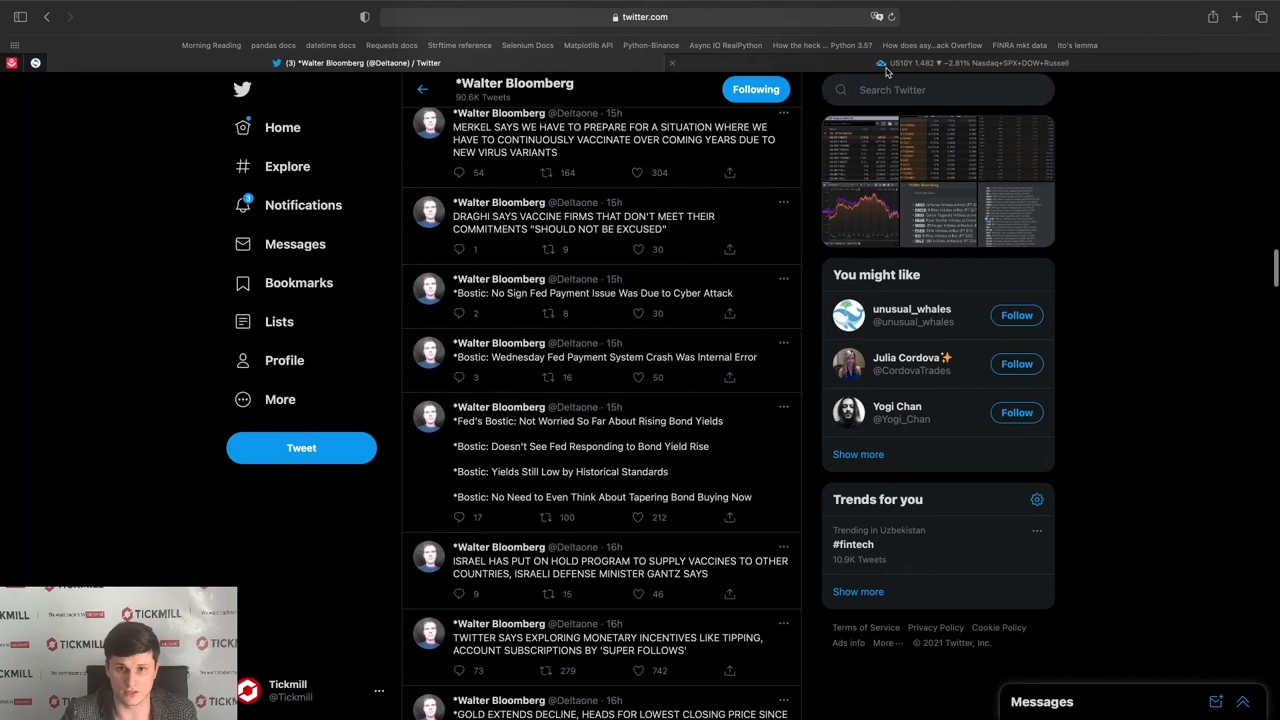 twitter.com
Morning Reading pandas docs datetime docs Requests docs Strftime reference Selenium Docs Matplotlib API Python-Binance Async IO RealPython How the heck ... Python 3.5? How does asy...ack Overflow FINRA mkt data Ito's lemma
(3) *Walter Bloomberg (@Deltaone) / Twitter
US10Y 1.482 ▼ −2.81% Nasdaq+SPX+DOW+Russell
Home
Explore
3
Notifications
Messages
Bookmarks
Lists
Profile
More
Tweet
*Walter Bloomberg
90.6K Tweets
Following
*Walter Bloomberg @Deltaone · 15h
MERKEL SAYS WE HAVE TO PREPARE FOR A SITUATION WHERE WE
HAVE TO CONTINUOUSLY VACCINATE OVER COMING YEARS DUE TO
NEW VIRUS VARIANTS
54 164 304
*Walter Bloomberg @Deltaone · 15h
DRAGHI SAYS VACCINE FIRMS THAT DON'T MEET THEIR
COMMITMENTS "SHOULD NOT BE EXCUSED"
1 9 30
*Walter Bloomberg @Deltaone · 15h
*Bostic: No Sign Fed Payment Issue Was Due to Cyber Attack
2 8 30
*Walter Bloomberg @Deltaone · 15h
*Bostic: Wednesday Fed Payment System Crash Was Internal Error
3 16 50
*Walter Bloomberg @Deltaone · 15h
*Fed's Bostic: Not Worried So Far About Rising Bond Yields
*Bostic: Doesn't See Fed Responding to Bond Yield Rise
*Bostic: Yields Still Low by Historical Standards
*Bostic: No Need to Even Think About Tapering Bond Buying Now
17 100 212
*Walter Bloomberg @Deltaone · 16h
ISRAEL HAS PUT ON HOLD PROGRAM TO SUPPLY VACCINES TO OTHER
COUNTRIES, ISRAELI DEFENSE MINISTER GANTZ SAYS
9 15 46
*Walter Bloomberg @Deltaone · 16h
TWITTER SAYS EXPLORING MONETARY INCENTIVES LIKE TIPPING,
ACCOUNT SUBSCRIPTIONS BY 'SUPER FOLLOWS'
73 279 742
*Walter Bloomberg @Deltaone · 16h
*GOLD EXTENDS DECLINE, HEADS FOR LOWEST CLOSING PRICE SINCE
Search Twitter
You might like
unusual_whales
@unusual_whales
Follow
Julia Cordova✨
@CordovaTrades
Follow
Yogi Chan
@Yogi_Chan
Follow
Show more
Trends for you
Trending in Uzbekistan
#fintech
10.9K Tweets
Show more
Terms of Service Privacy Policy Cookie Policy
Ads info More ··· © 2021 Twitter, Inc.
Messages
Tickmill
@Tickmill
TICKMILL
TICKMILL
TICKMILL